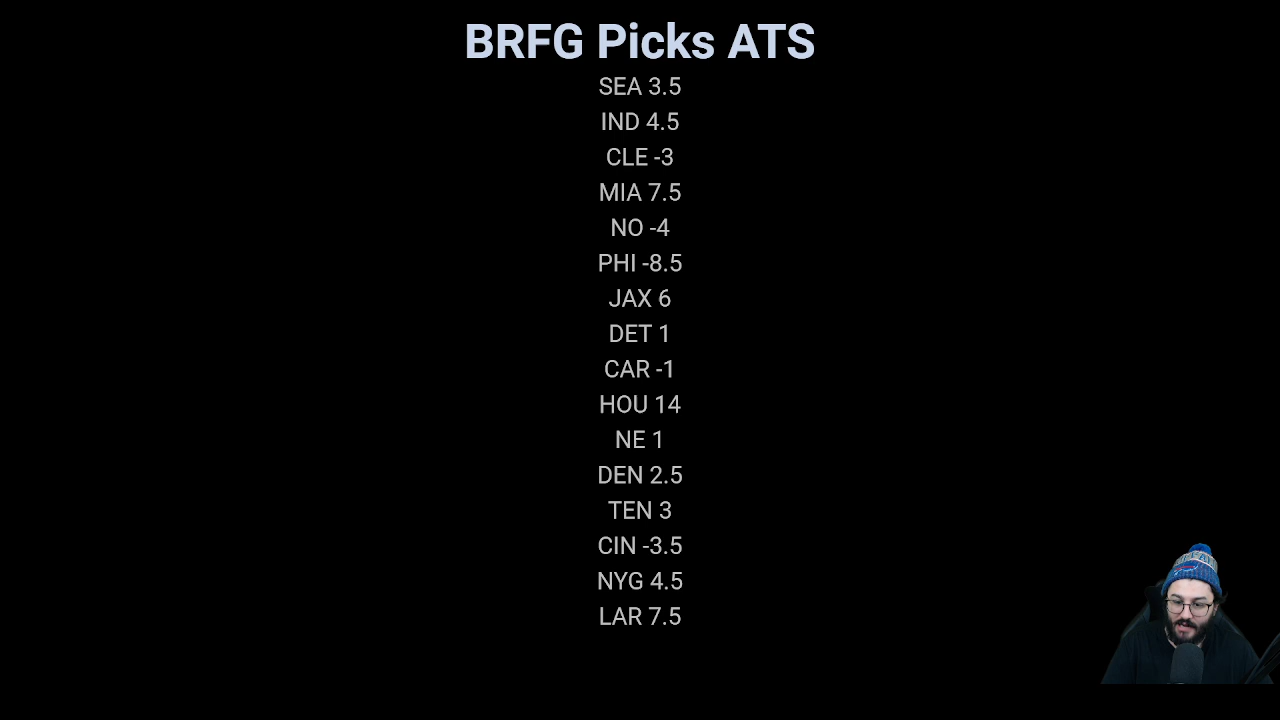 BRFG Picks ATS
SEA 3.5
IND 4.5
CLE -3
MIA 7.5
NO -4
PHI -8.5
JAX 6
DET 1
CAR -1
HOU 14
NE 1
DEN 2.5
TEN 3
CIN -3.5
NYG 4.5
LAR 7.5